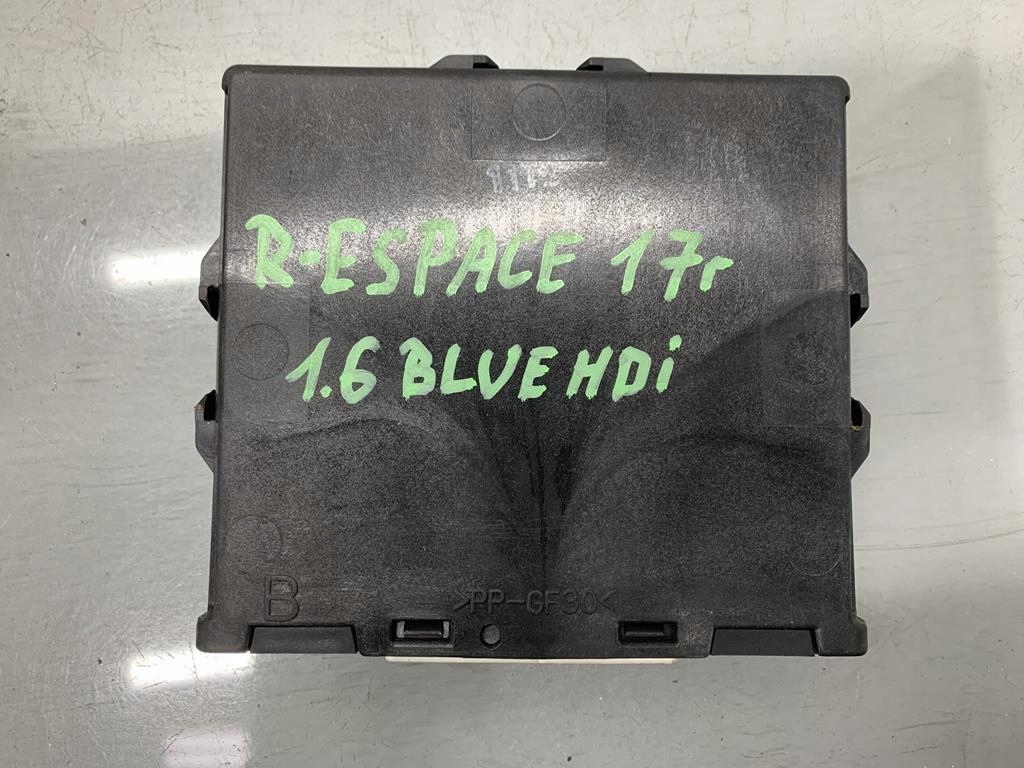 R-ESPACE 17r
1.6 BLUE HDi
B
>PP-GF30<